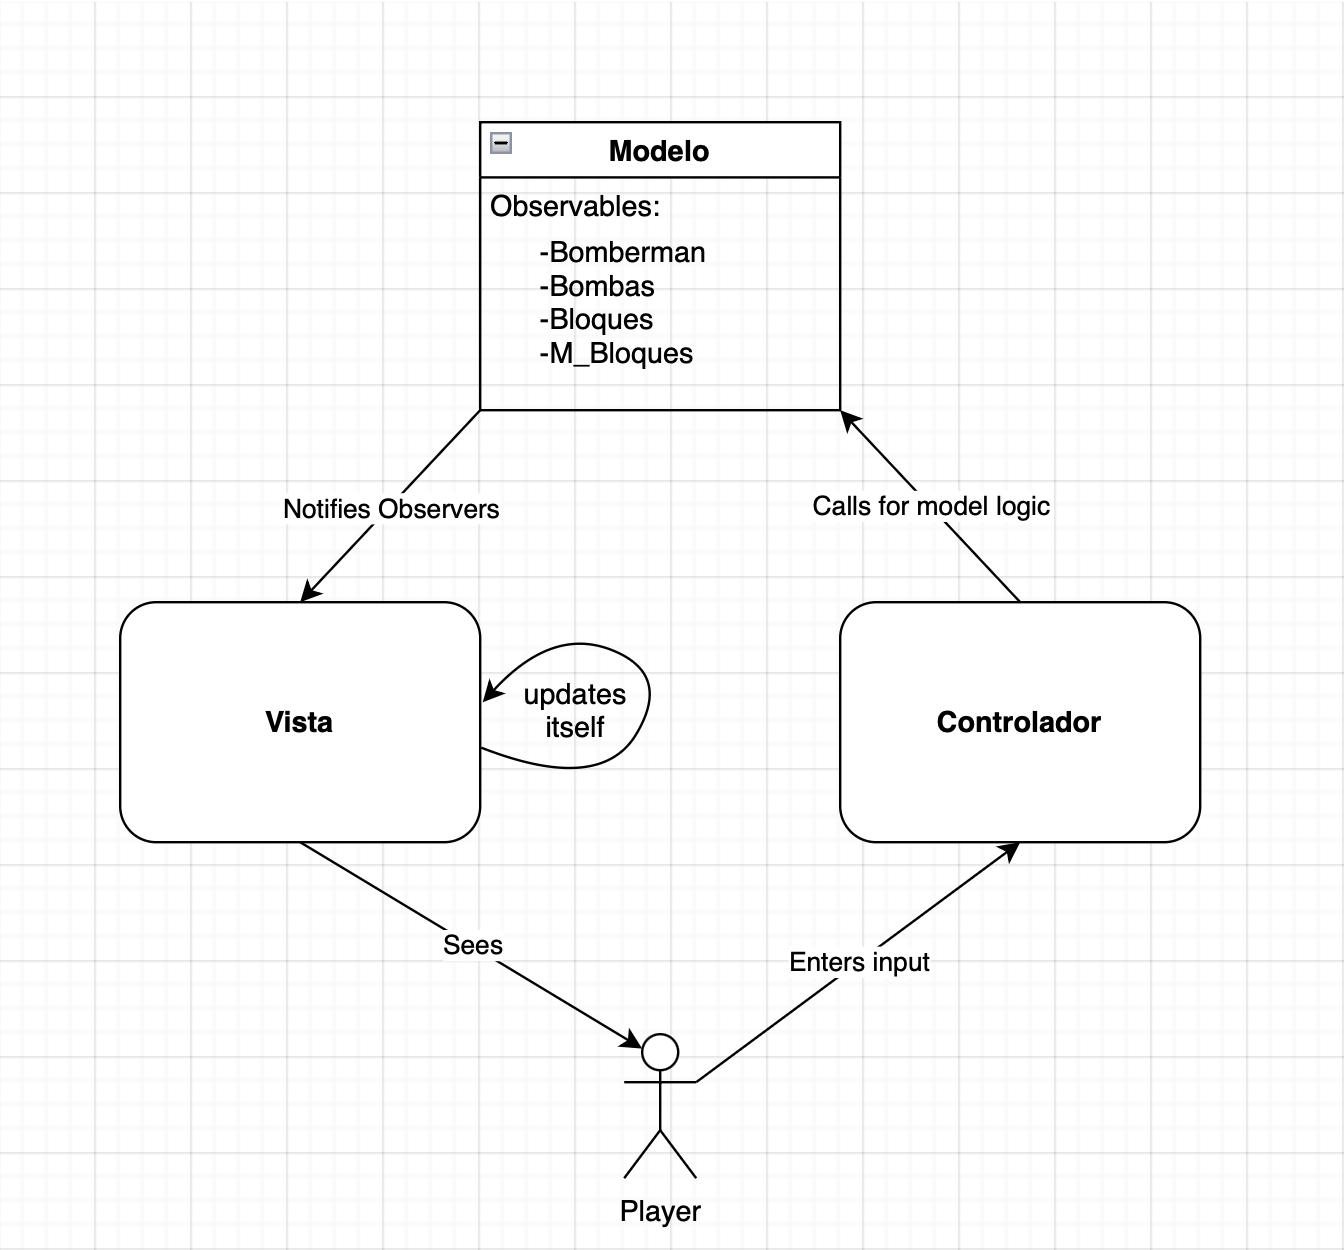 Modelo
Observables:
-Bomberman
-Bombas
-Bloques
-M_Bloques
Notifies Observers
Calls for model logic
Vista
updates
itself
Controlador
Sees
Enters input
Player